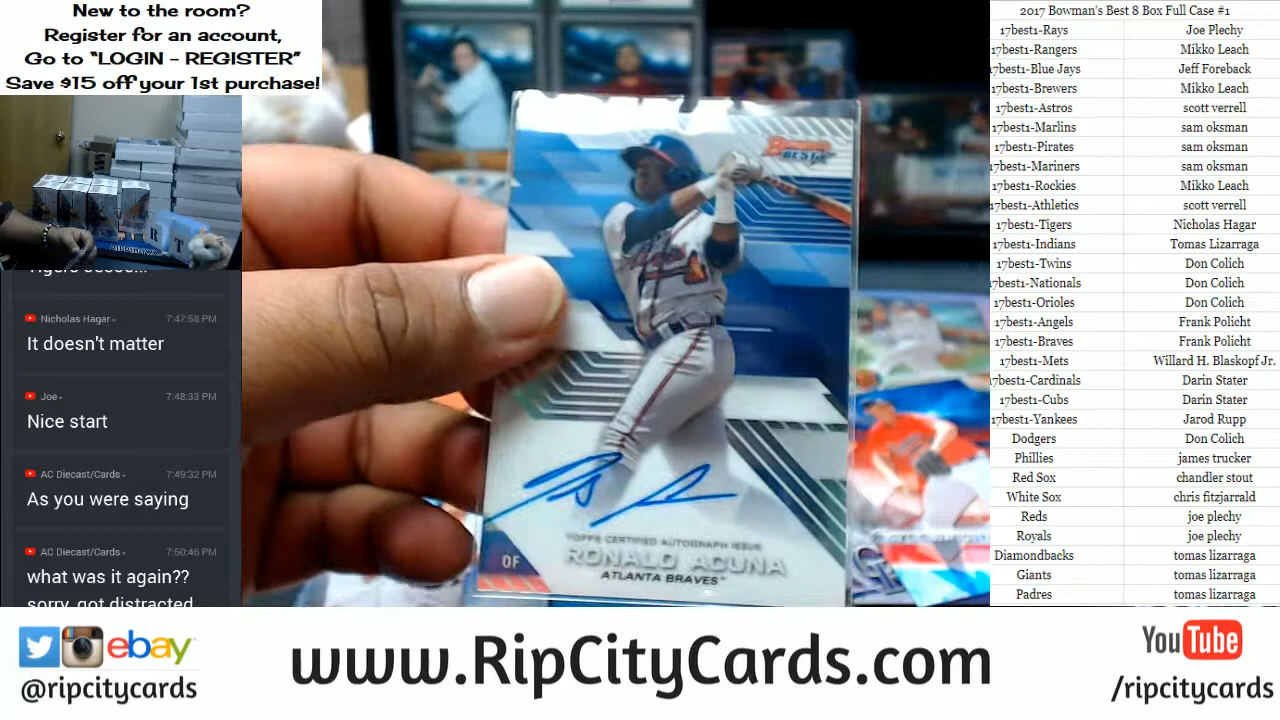 New to the room?
Register for an account,
Go to “LOGIN - REGISTER”
Save $15 off your 1st purchase!
Nicholas Hagar 7:47:58 PM
It doesn't matter
Joe 7:48:33 PM
Nice start
AC Diecast/Cards 7:49:32 PM
As you were saying
AC Diecast/Cards 7:50:46 PM
what was it again??
sorry, got distracted
BOWMAN'S BEST
TOPPS CERTIFIED AUTOGRAPH ISSUE
OF RONALD ACUNA
ATLANTA BRAVES™
2017 Bowman's Best 8 Box Full Case #1
17best1-Rays Joe Plechy
17best1-Rangers Mikko Leach
17best1-Blue Jays Jeff Foreback
17best1-Brewers Mikko Leach
17best1-Astros scott verrell
17best1-Marlins sam oksman
17best1-Pirates sam oksman
17best1-Mariners sam oksman
17best1-Rockies Mikko Leach
17best1-Athletics scott verrell
17best1-Tigers Nicholas Hagar
17best1-Indians Tomas Lizarraga
17best1-Twins Don Colich
17best1-Nationals Don Colich
17best1-Orioles Don Colich
17best1-Angels Frank Policht
17best1-Braves Frank Policht
17best1-Mets Willard H. Blaskopf Jr.
17best1-Cardinals Darin Stater
17best1-Cubs Darin Stater
17best1-Yankees Jarod Rupp
Dodgers Don Colich
Phillies james trucker
Red Sox chandler stout
White Sox chris fitzjarrald
Reds joe plechy
Royals joe plechy
Diamondbacks tomas lizarraga
Giants tomas lizarraga
Padres tomas lizarraga
ebay
@ripcitycards
www.RipCityCards.com
YouTube
/ripcitycards